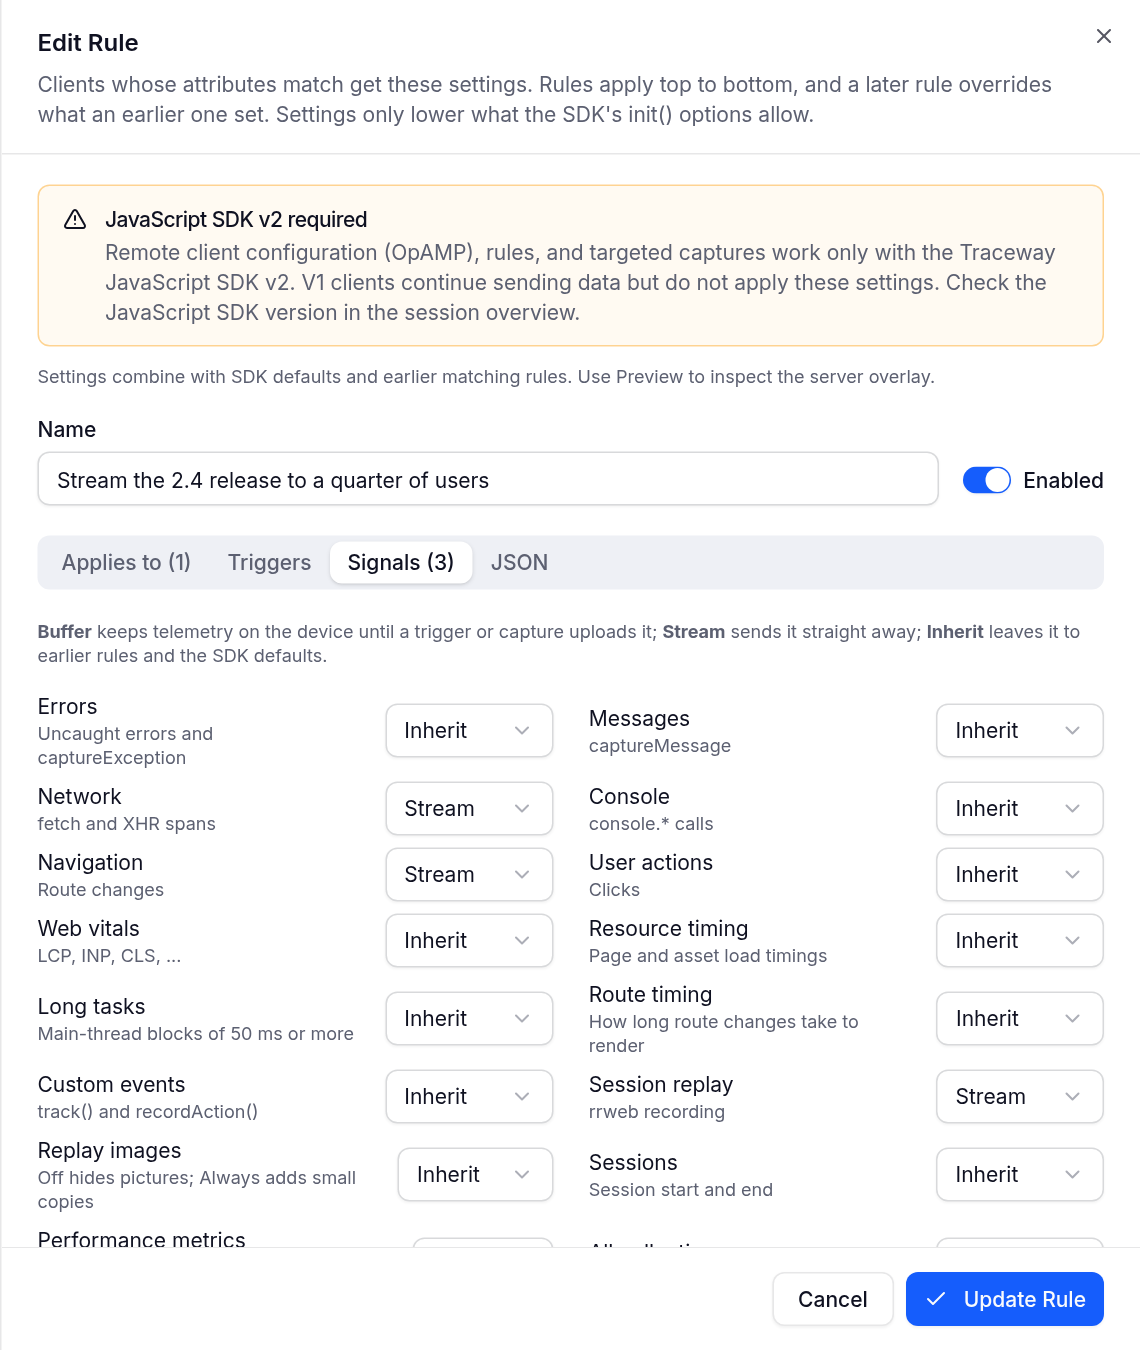 Edit Rule
Clients whose attributes match get these settings. Rules apply top to bottom, and a later rule overrides
what an earlier one set. Settings only lower what the SDK's init() options allow.
JavaScript SDK v2 required
Remote client configuration (OpAMP), rules, and targeted captures work only with the Traceway
JavaScript SDK v2. V1 clients continue sending data but do not apply these settings. Check the
JavaScript SDK version in the session overview.
Settings combine with SDK defaults and earlier matching rules. Use Preview to inspect the server overlay.
Name
Stream the 2.4 release to a quarter of users
Enabled
Applies to (1)
Triggers
Signals (3)
JSON
Buffer keeps telemetry on the device until a trigger or capture uploads it; Stream sends it straight away; Inherit leaves it to
earlier rules and the SDK defaults.
Errors
Uncaught errors and
captureException
Inherit
Messages
captureMessage
Inherit
Network
fetch and XHR spans
Stream
Console
console.* calls
Inherit
Navigation
Route changes
Stream
User actions
Clicks
Inherit
Web vitals
LCP, INP, CLS, ...
Inherit
Resource timing
Page and asset load timings
Inherit
Long tasks
Main-thread blocks of 50 ms or more
Inherit
Route timing
How long route changes take to
render
Inherit
Custom events
track() and recordAction()
Inherit
Session replay
rrweb recording
Stream
Replay images
Off hides pictures; Always adds small
copies
Inherit
Sessions
Session start and end
Inherit
Performance metrics
Cancel
Update Rule